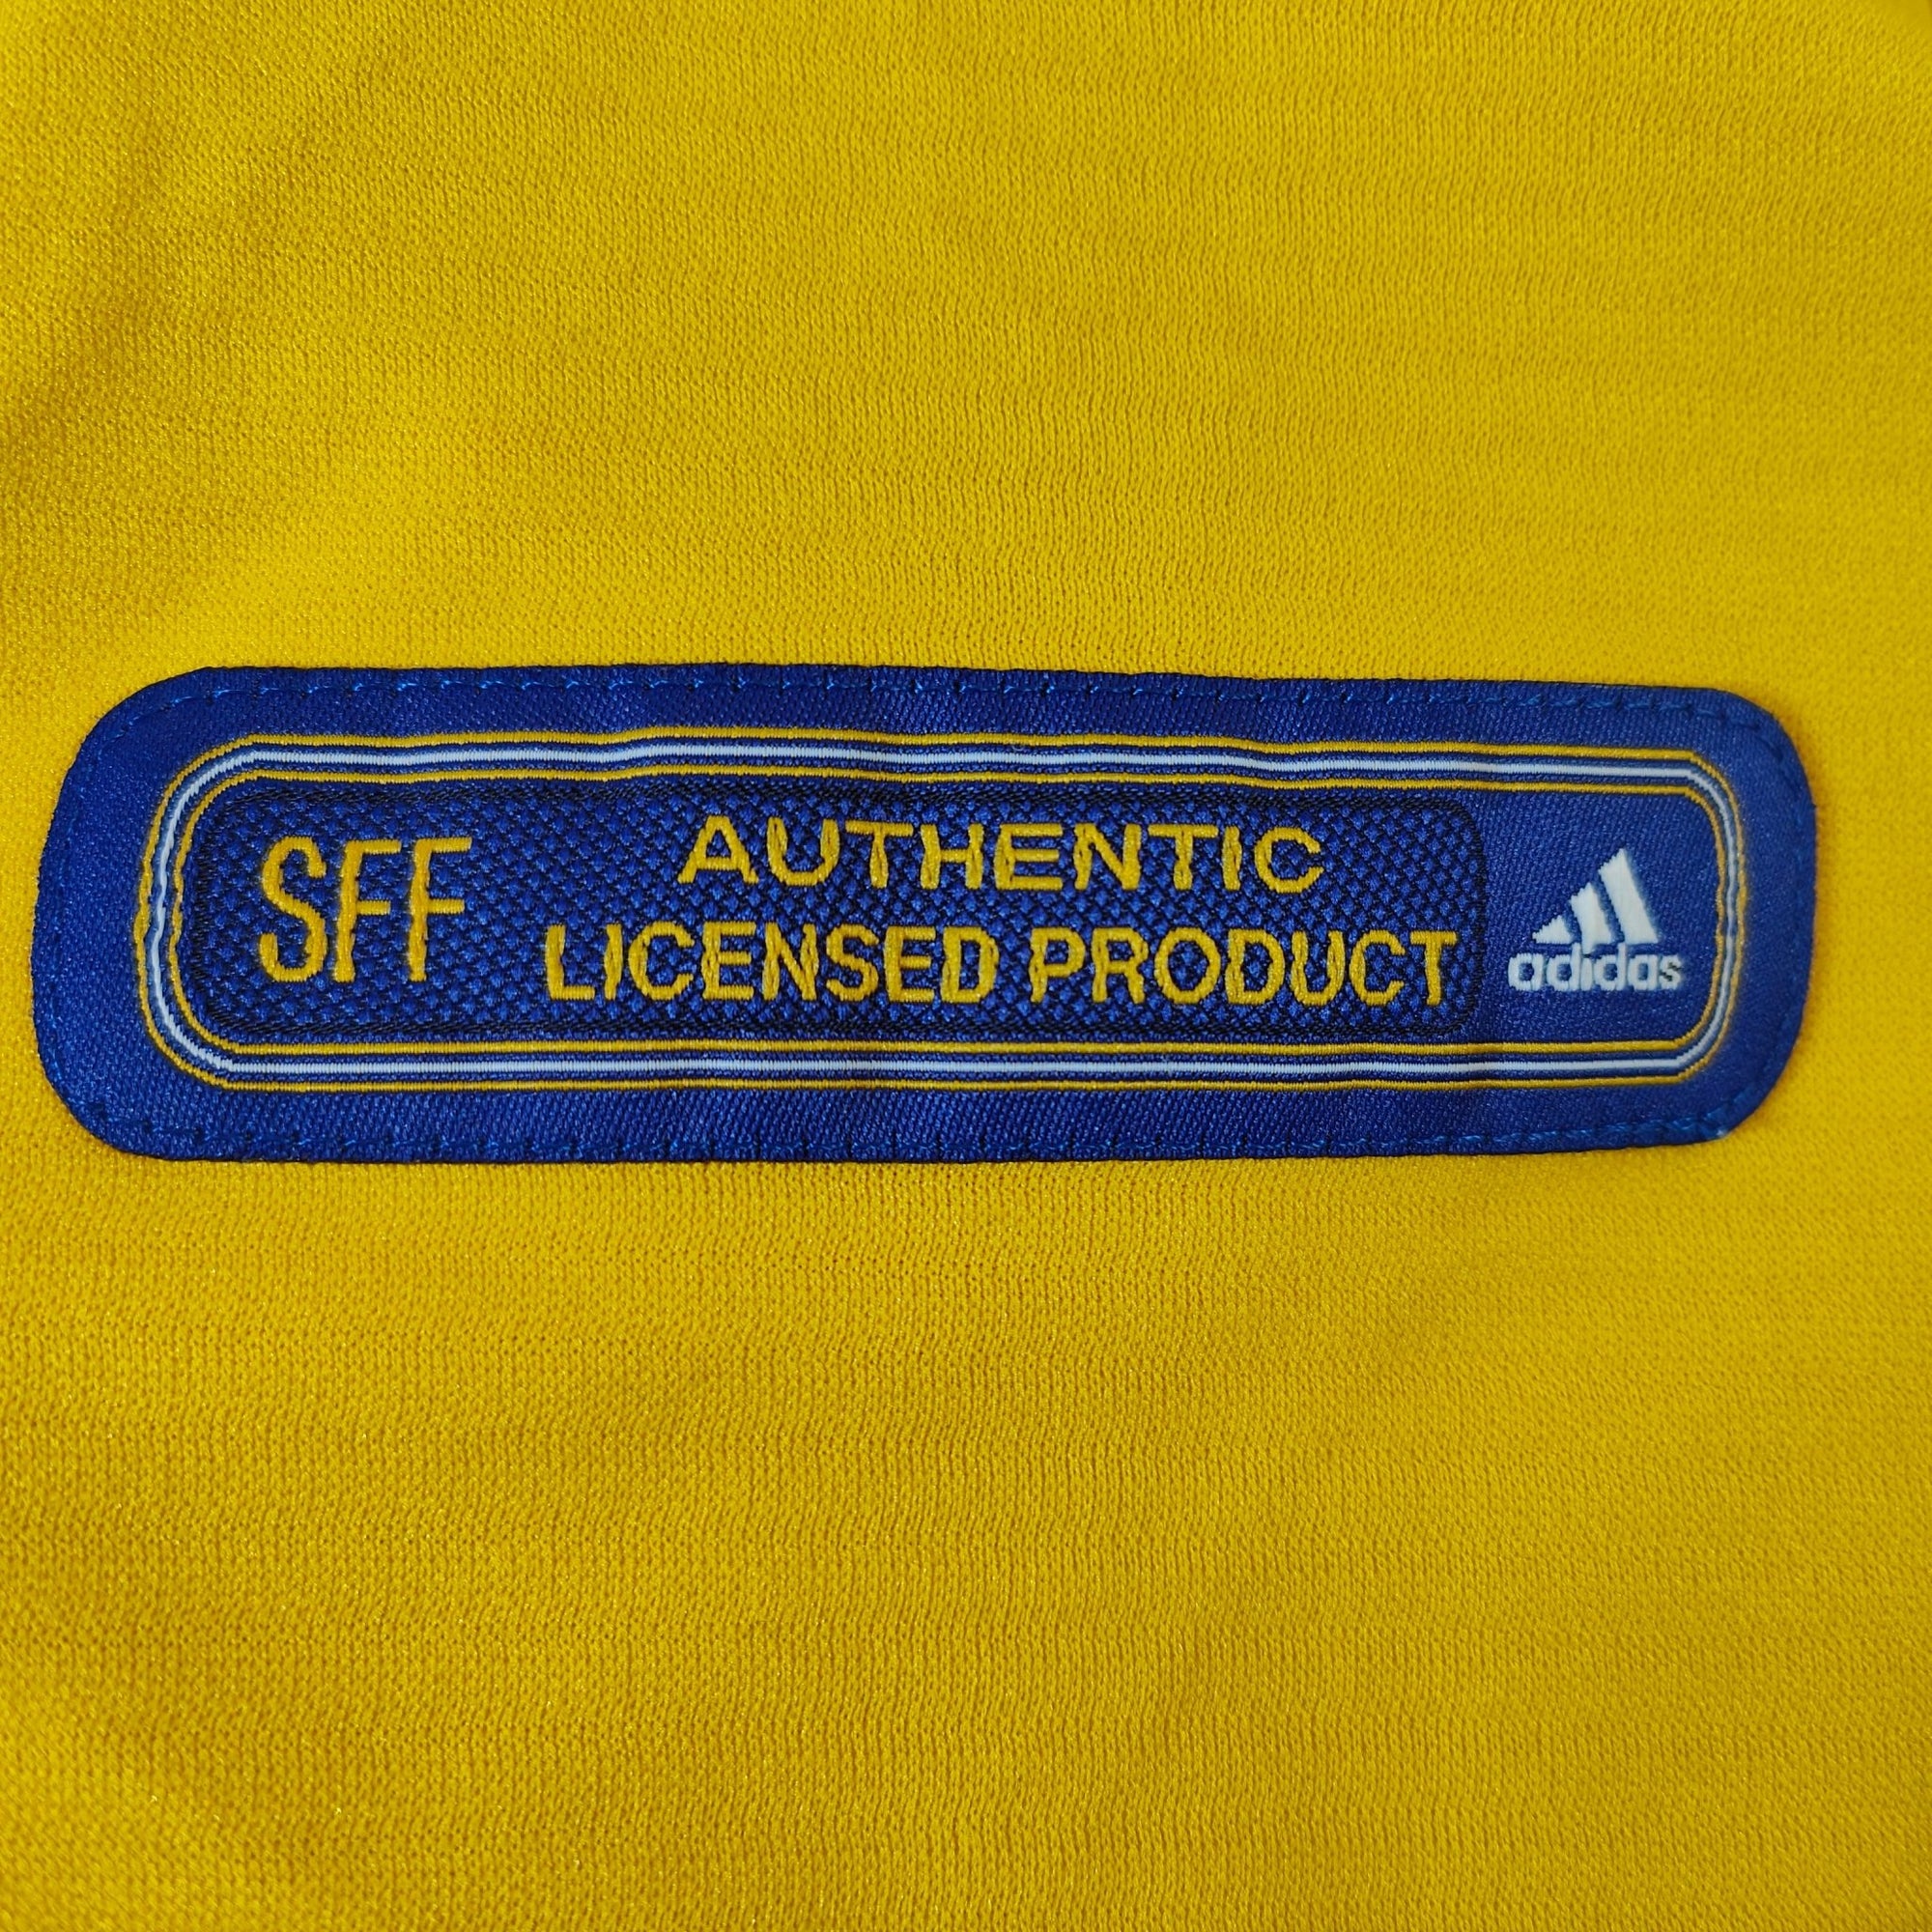 SFF
AUTHENTIC
LICENSED PRODUCT
adidas